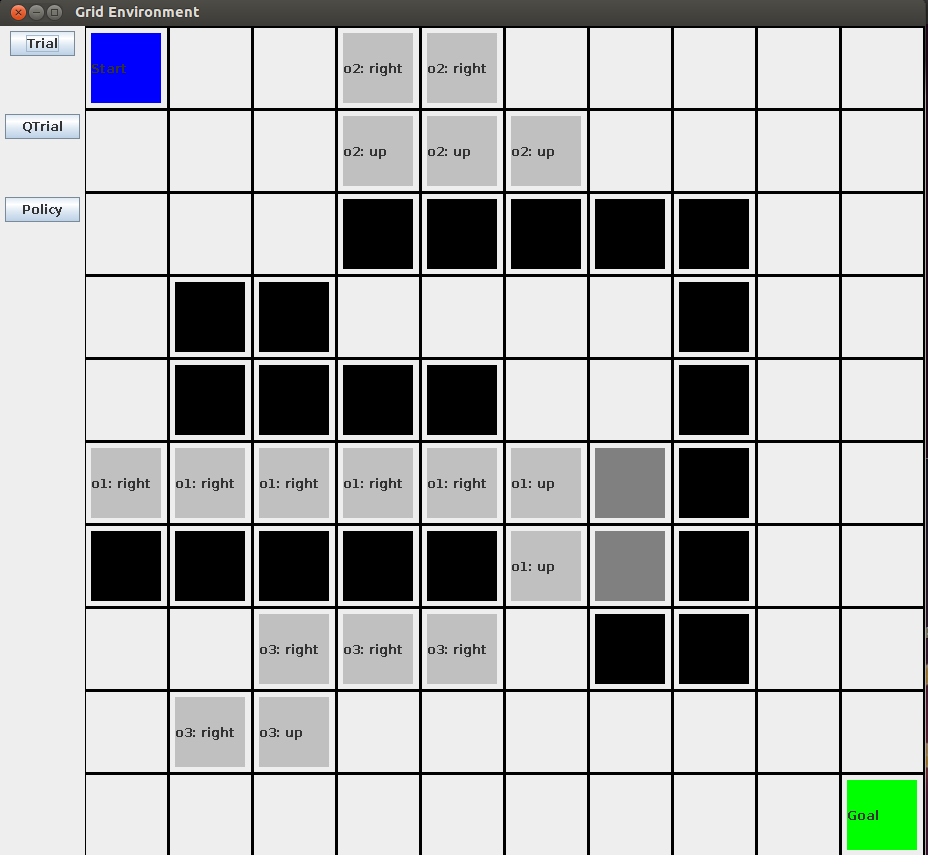 Grid Environment
Trial
Start
o2: right
o2: right
QTrial
o2: up
o2: up
o2: up
Policy
o1: right
o1: right
o1: right
o1: right
o1: right
o1: up
o1: up
o3: right
o3: right
o3: right
o3: right
o3: up
Goal